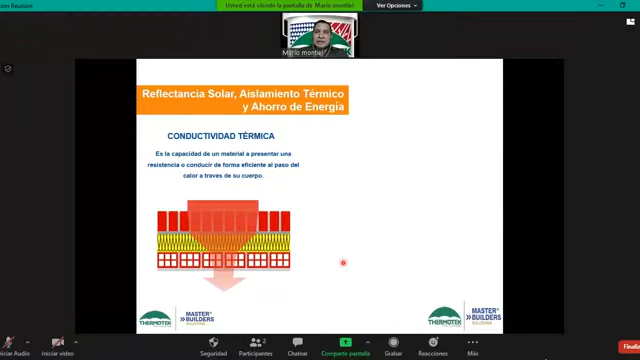 Usted está viendo la pantalla de Mario montiel
Ver Opciones
Mario montiel
Reflectancia Solar, Aislamiento Térmico
y Ahorro de Energía
CONDUCTIVIDAD TÉRMICA
Es la capacidad de un material a presentar una
resistencia o conducir de forma eficiente al paso del
calor a través de su cuerpo.
THERMOTEK
MASTER
BUILDERS
SOLUTIONS
THERMOTEK
MASTER
BUILDERS
SOLUTIONS
Iniciar Audio
Iniciar video
Seguridad
Participantes
2
Chatear
Compartir pantalla
Grabar
Reacciones
Más